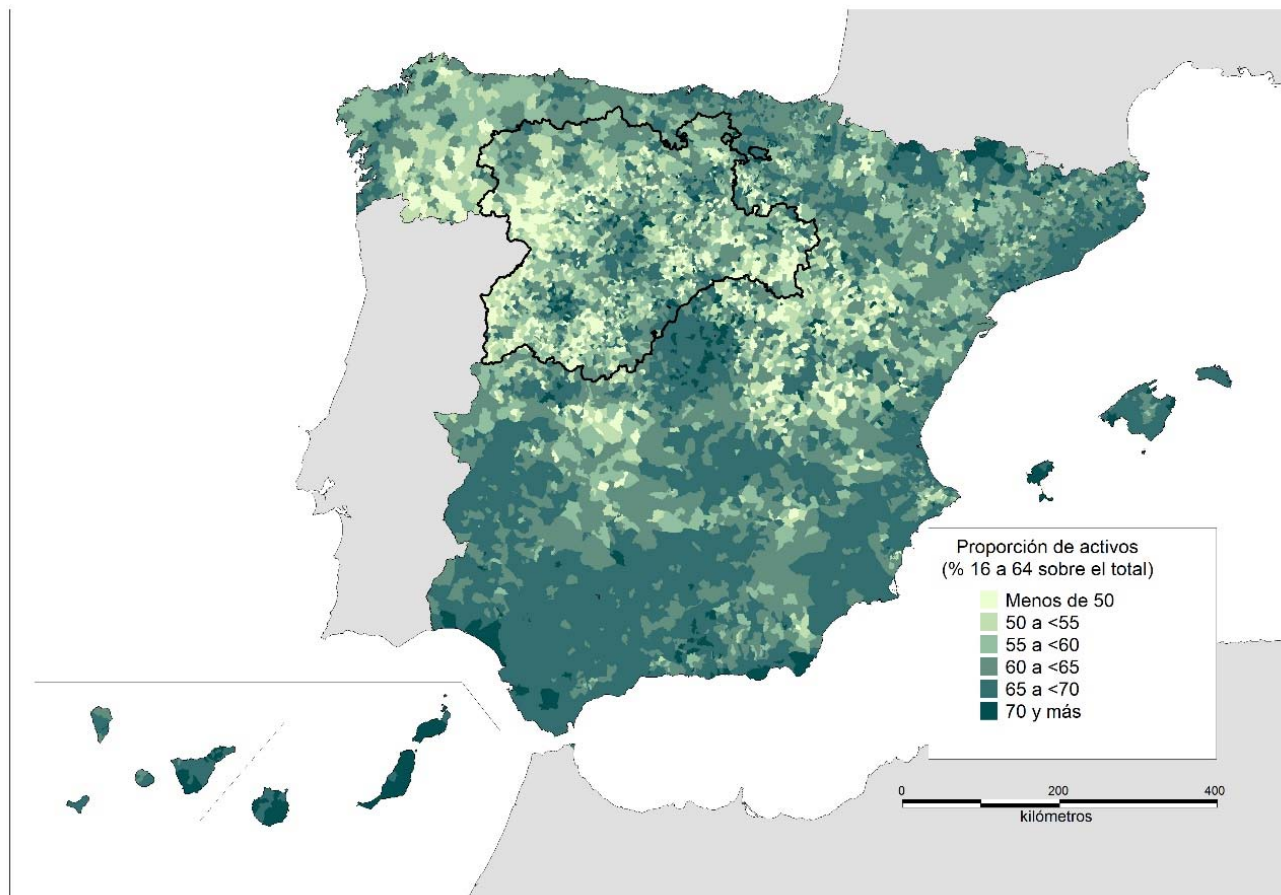 Proporción de activos
(% 16 a 64 sobre el total)
Menos de 50
50 a <55
55 a <60
60 a <65
65 a <70
70 y más
0 200 400
kilómetros